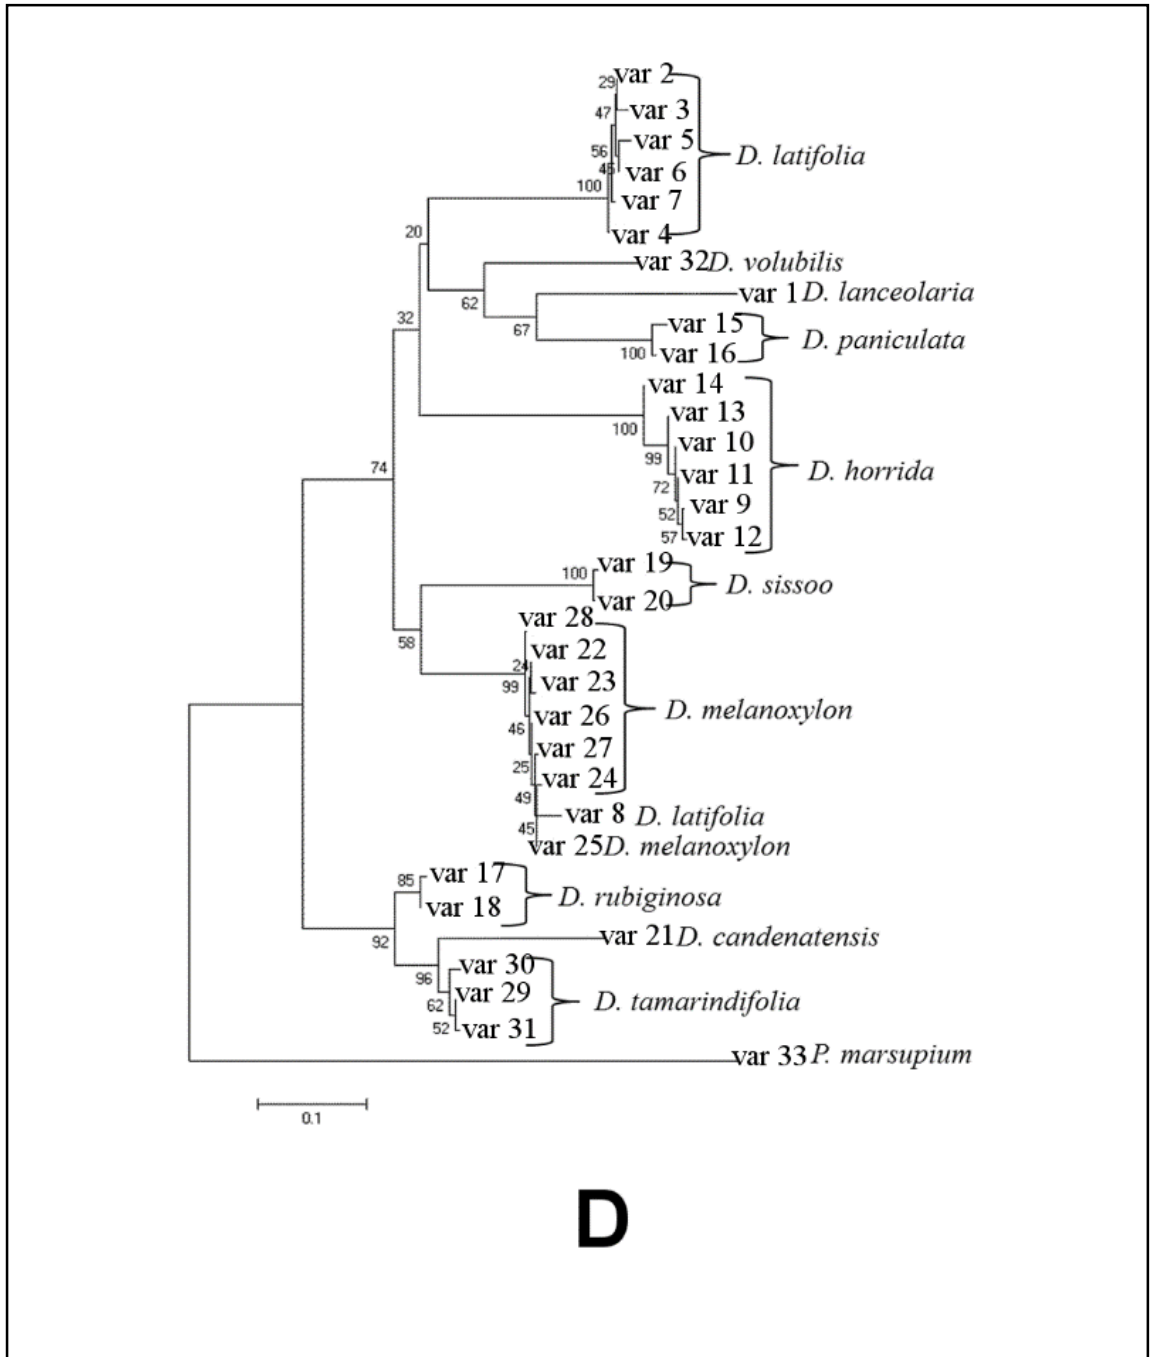 29 var 2
47 var 3
56 var 5 D. latifolia
45 var 6
100 var 7
20 var 4
var 32 D. volubilis
62 var 1 D. lanceolaria
32 67 var 15 D. paniculata
100 var 16
var 14
100 var 13
var 10
74 99 var 11 D. horrida
72 var 9
52
57 var 12
100 var 19 D. sissoo
var 20
58 var 28
24 var 22
99 var 23
46 var 26 D. melanoxylon
var 27
25 var 24
49 var 8 D. latifolia
45 var 25 D. melanoxylon
85 var 17 D. rubiginosa
var 18
92 var 21 D. candenatensis
96 var 30
62 var 29 D. tamarindifolia
52 var 31
var 33 P. marsupium
0.1
D